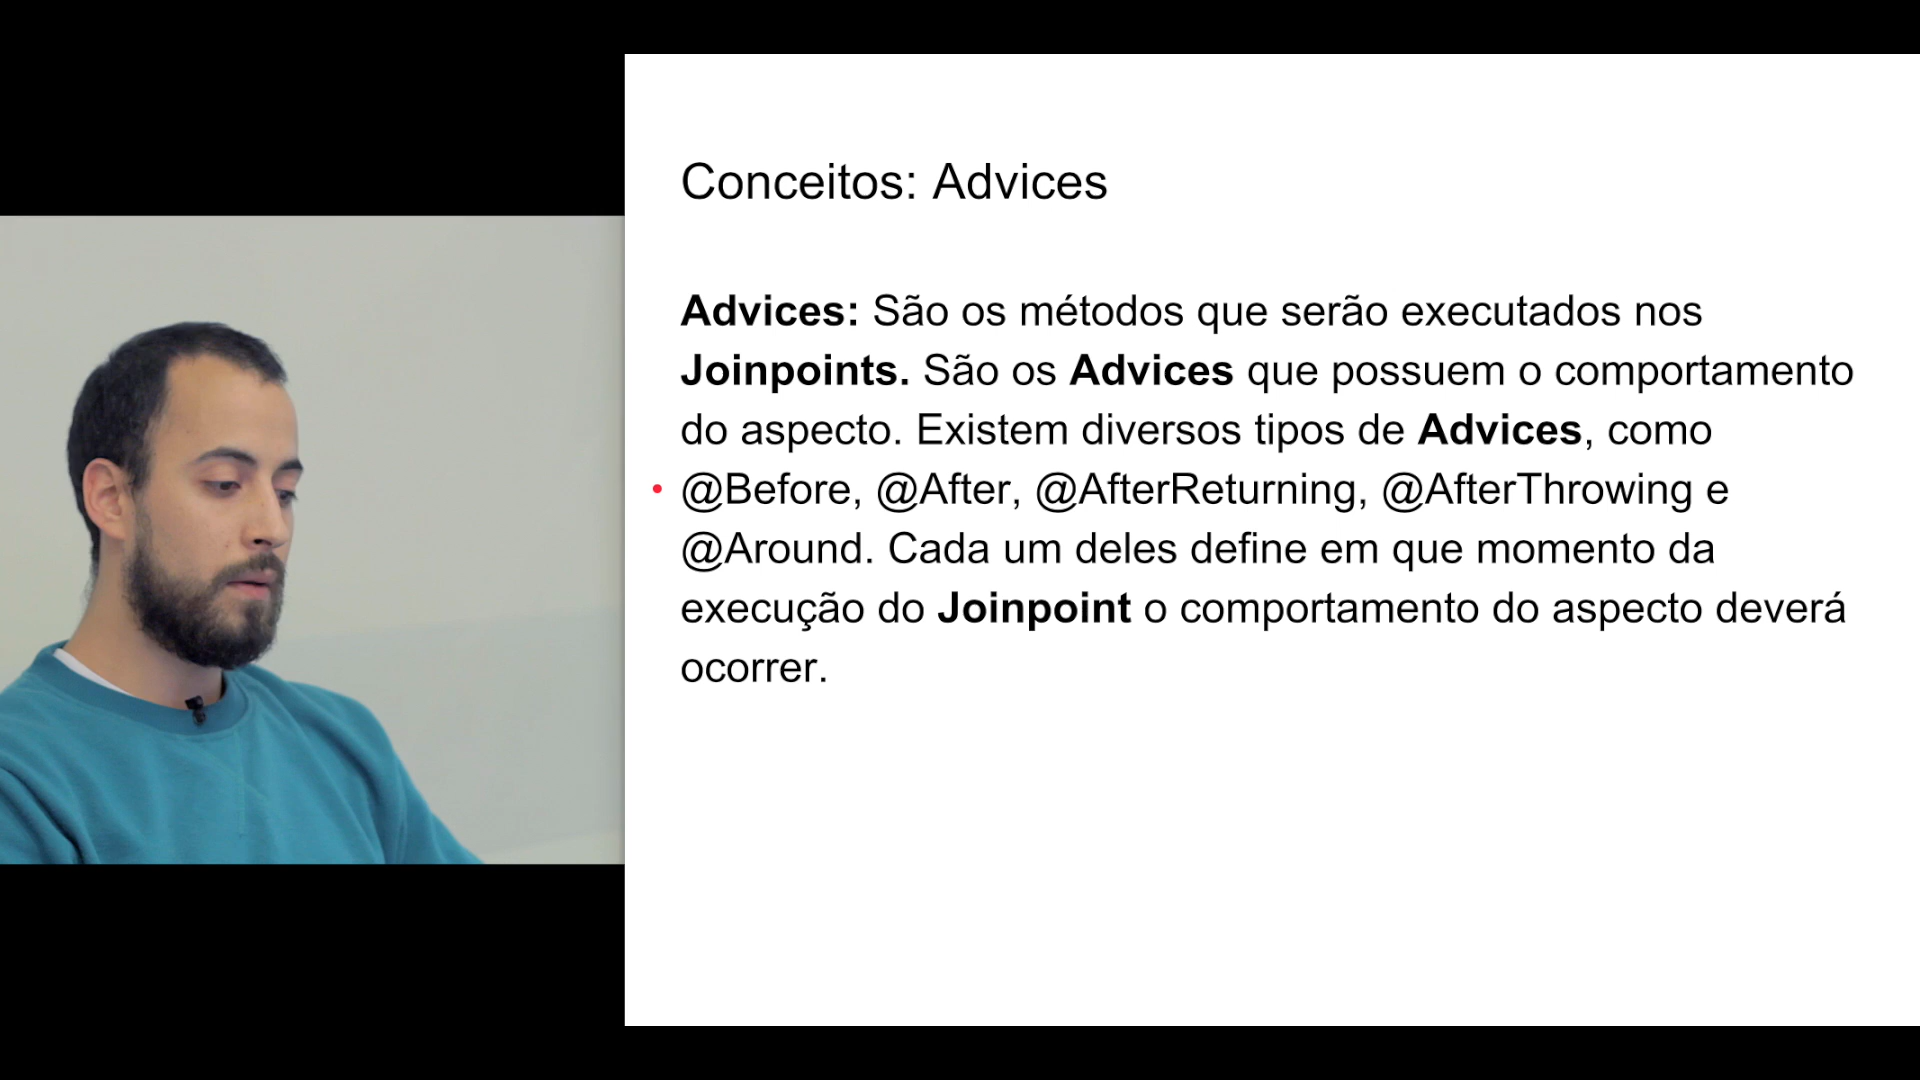 Conceitos: Advices
Advices: São os métodos que serão executados nos
Joinpoints. São os Advices que possuem o comportamento
do aspecto. Existem diversos tipos de Advices, como
@Before, @After, @AfterReturning, @AfterThrowing e
@Around. Cada um deles define em que momento da
execução do Joinpoint o comportamento do aspecto deverá
ocorrer.